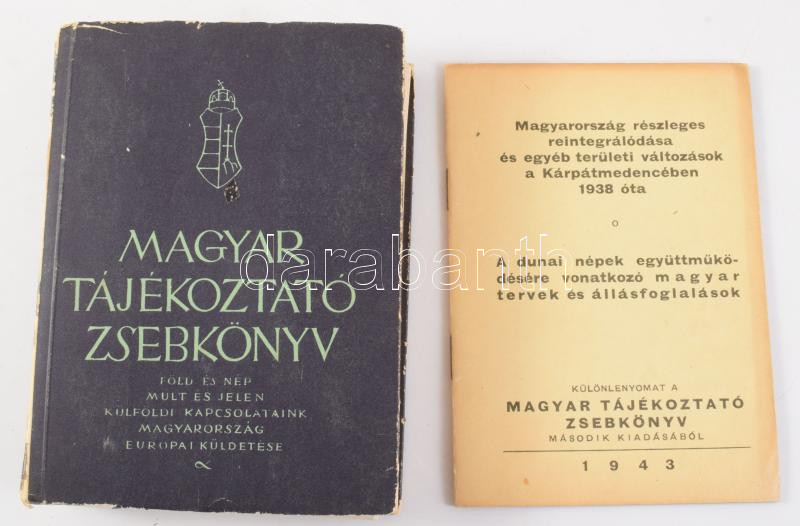 MAGYAR
TÁJÉKOZTATÓ
ZSEBKÖNYV
FÖLD ÉS NÉP
MULT ÉS JELEN
KÜLFÖLDI KAPCSOLATAINK
MAGYARORSZÁG
EUROPAI KÜLDETÉSE
Magyarország részleges
reintegrálódása
és egyéb területi változások
a Kárpátmedencében
1938 óta
A dunai népek együttműkö-
désére vonatkozó magyar
tervek és állásfoglalások
KÜLÖNLENYOMAT A
MAGYAR TÁJÉKOZTATÓ
ZSEBKÖNYV
MÁSODIK KIADÁSÁBÓL
1943
darabanth